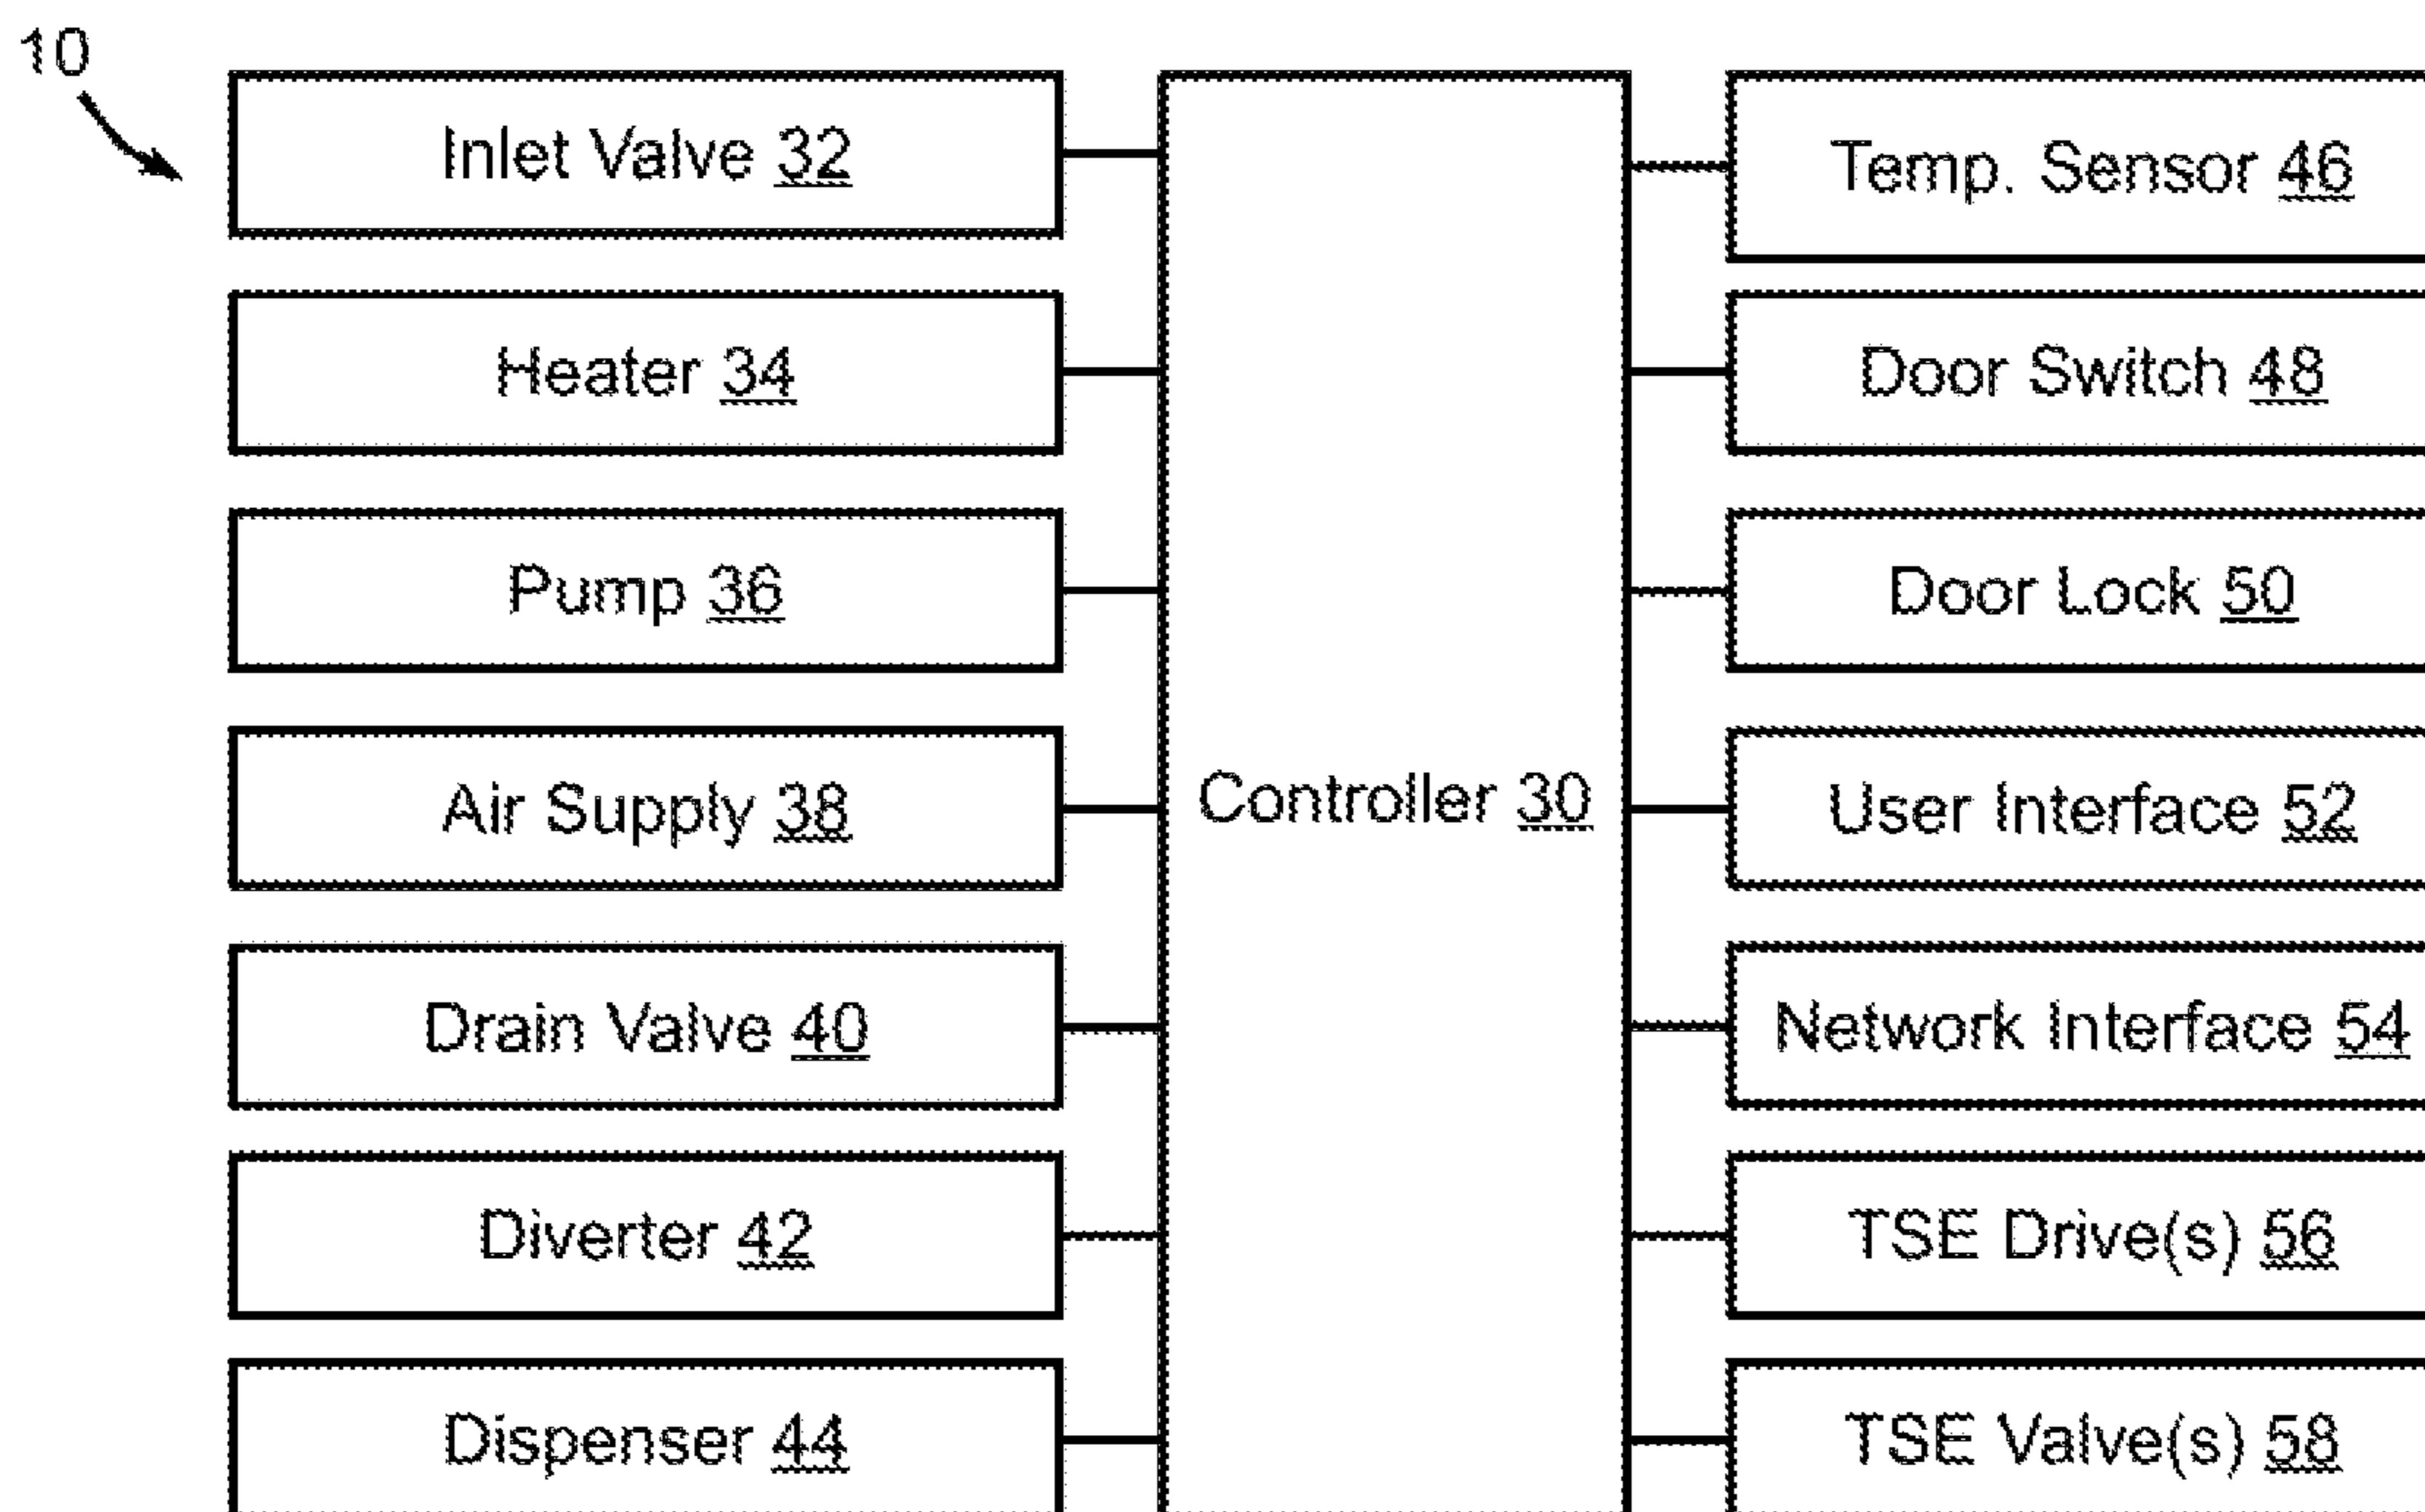 10
Inlet Valve 32
Heater 34
Pump 36
Air Supply 38
Drain Valve 40
Diverter 42
Dispenser 44
Controller 30
Temp. Sensor 46
Door Switch 48
Door Lock 50
User Interface 52
Network Interface 54
TSE Drive(s) 56
TSE Valve(s) 58